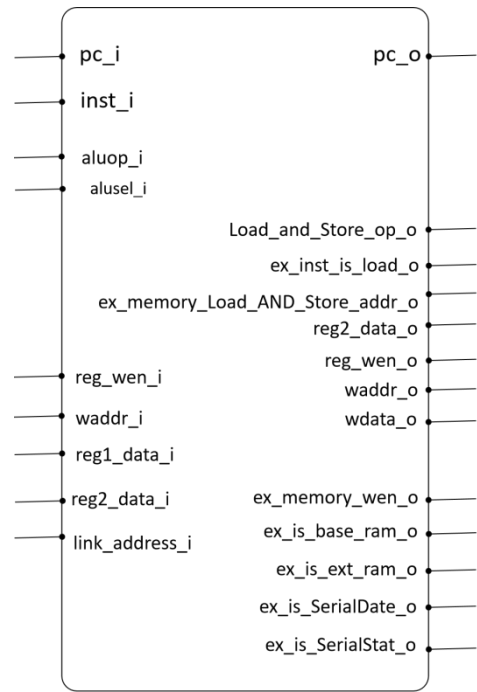 pc_i
pc_o
inst_i
aluop_i
alusel_i
Load_and_Store_op_o
ex_inst_is_load_o
ex_memory_Load_AND_Store_addr_o
reg2_data_o
reg_wen_o
reg_wen_i
waddr_o
waddr_i
wdata_o
reg1_data_i
reg2_data_i
ex_memory_wen_o
link_address_i
ex_is_base_ram_o
ex_is_ext_ram_o
ex_is_SerialDate_o
ex_is_SerialStat_o